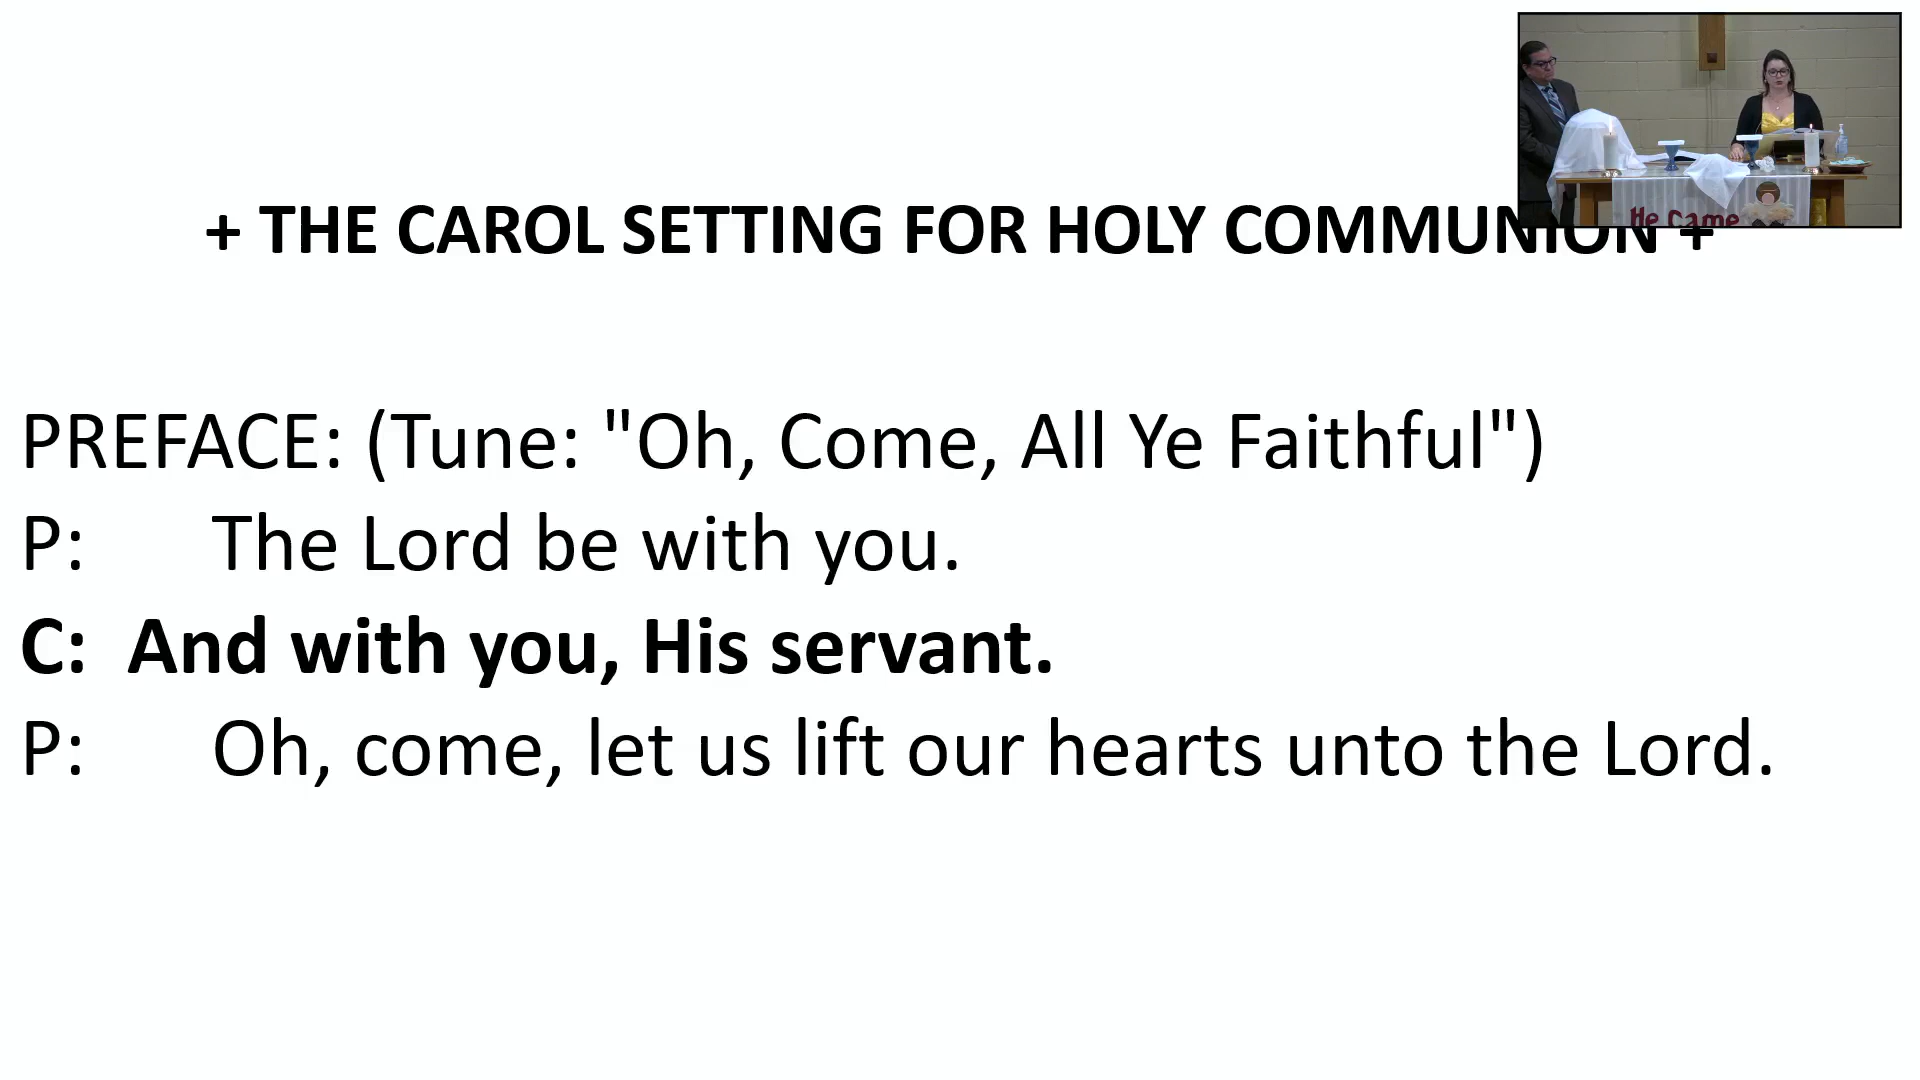 + THE CAROL SETTING FOR HOLY COMMUNION +
He Came
PREFACE: (Tune: "Oh, Come, All Ye Faithful")
P: The Lord be with you.
C: And with you, His servant.
P: Oh, come, let us lift our hearts unto the Lord.